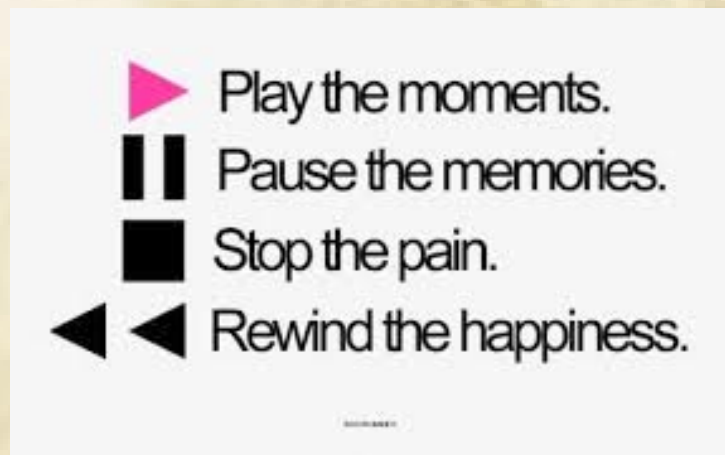 Play the moments.
Pause the memories.
Stop the pain.
Rewind the happiness.